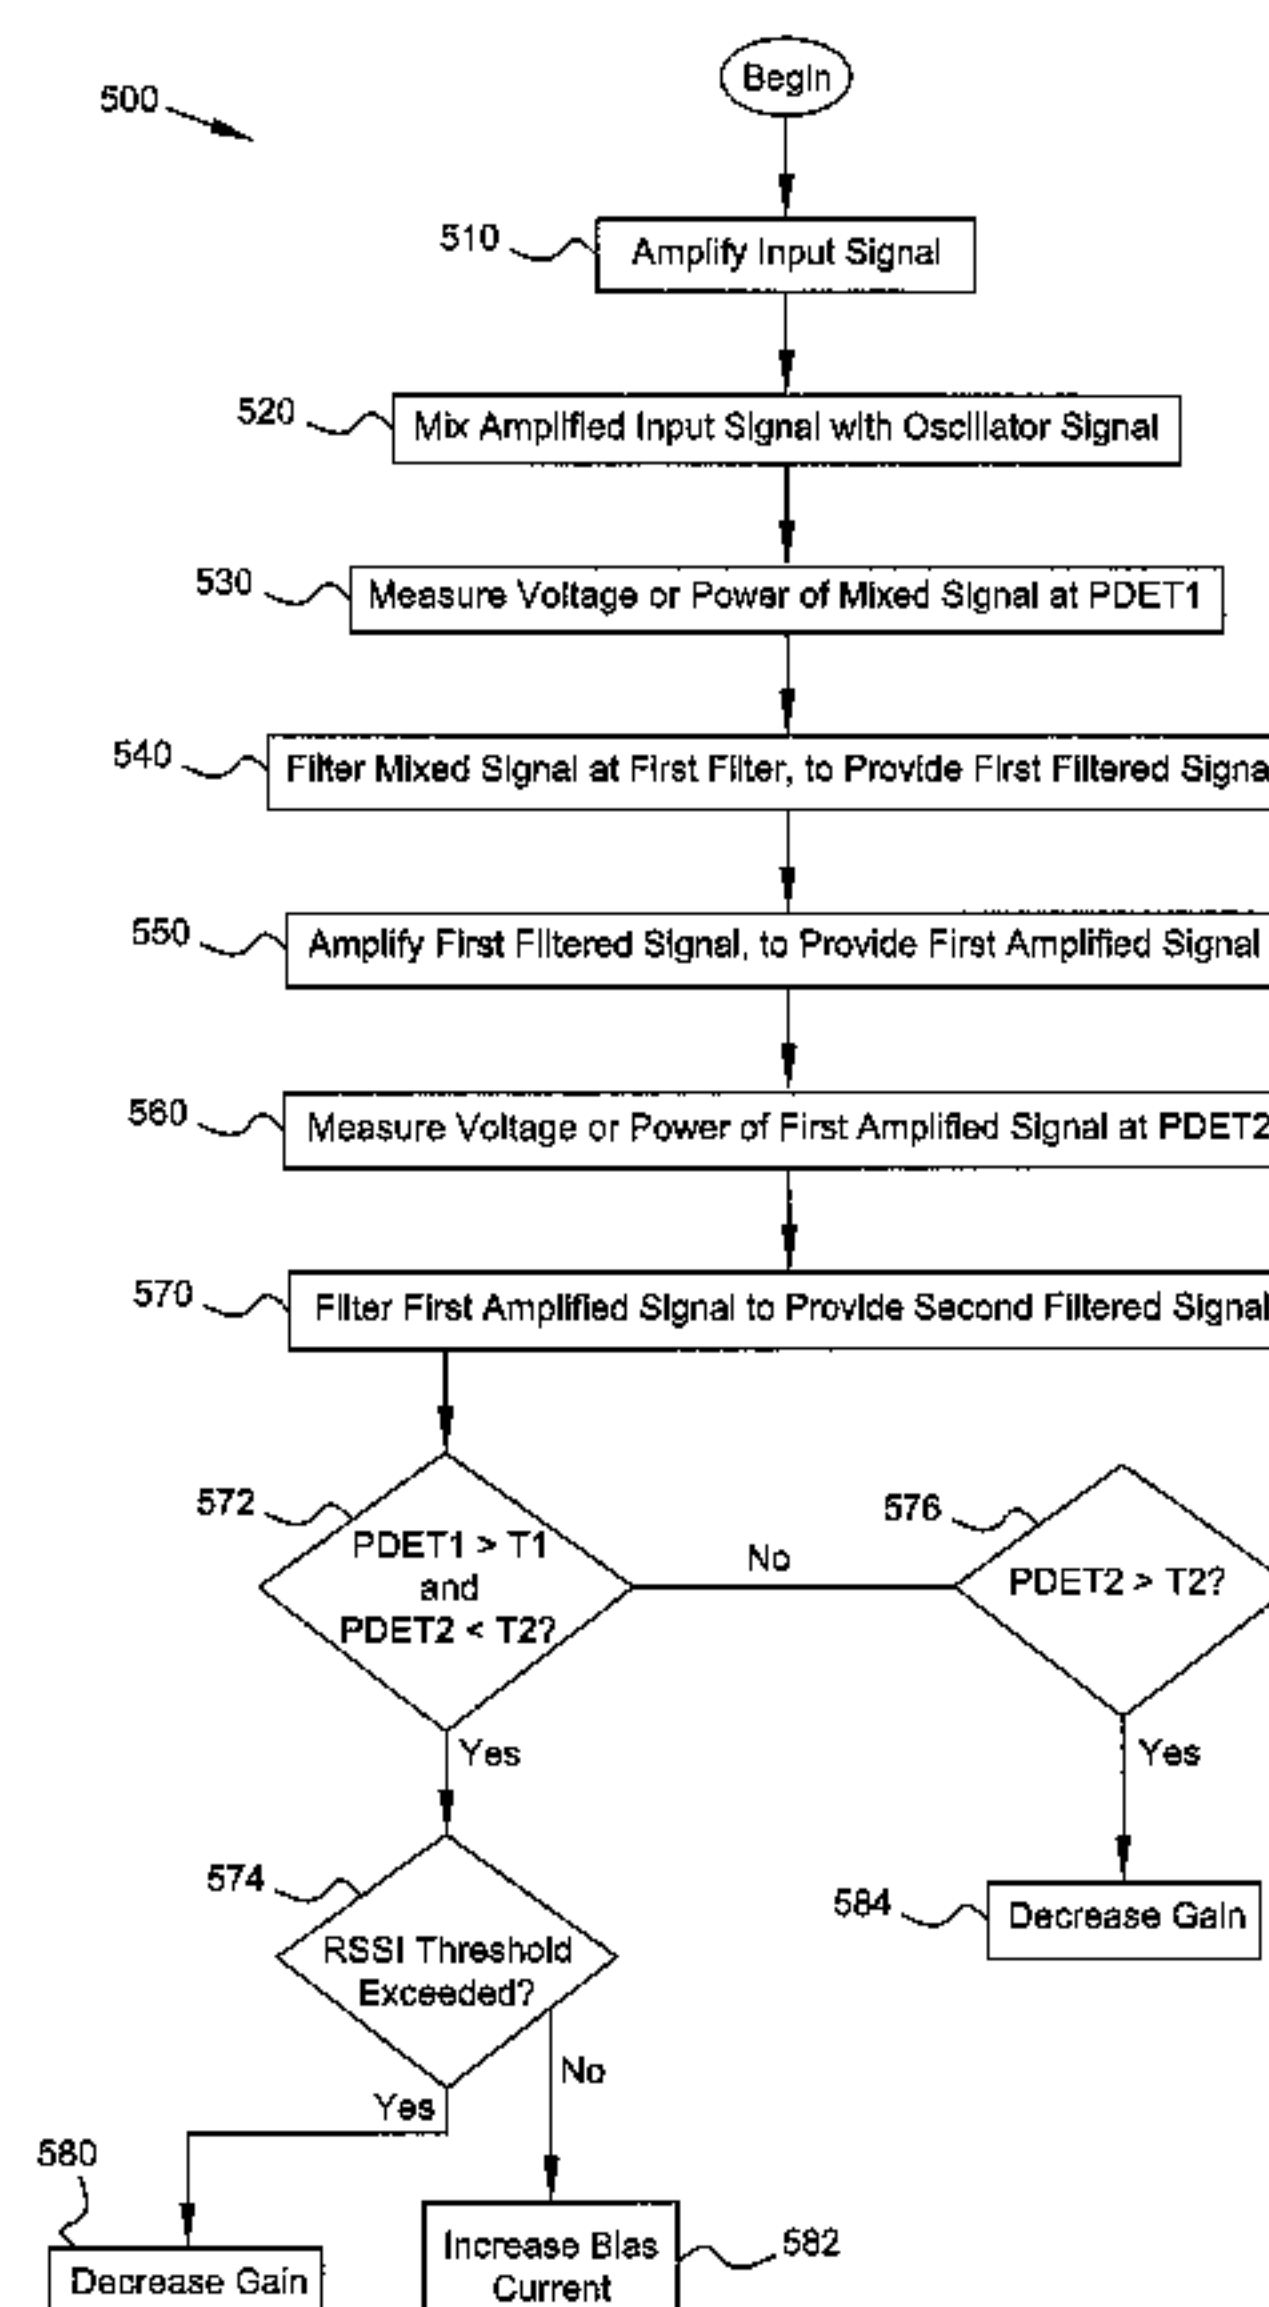 Begin
500
510
Amplify Input Signal
520
Mix Amplified Input Signal with Oscillator Signal
530
Measure Voltage or Power of Mixed Signal at PDET1
540
Filter Mixed Signal at First Filter, to Provide First Filtered Signa
550
Amplify First Filtered Signal, to Provide First Amplified Signal
560
Measure Voltage or Power of First Amplified Signal at PDET2
570
Filter First Amplified Signal to Provide Second Filtered Signal
572
PDET1 > T1
and
PDET2 < T2?
No
576
PDET2 > T2?
Yes
Yes
574
RSSI Threshold
Exceeded?
584
Decrease Gain
No
Yes
580
Decrease Gain
Increase Bias
Current
582